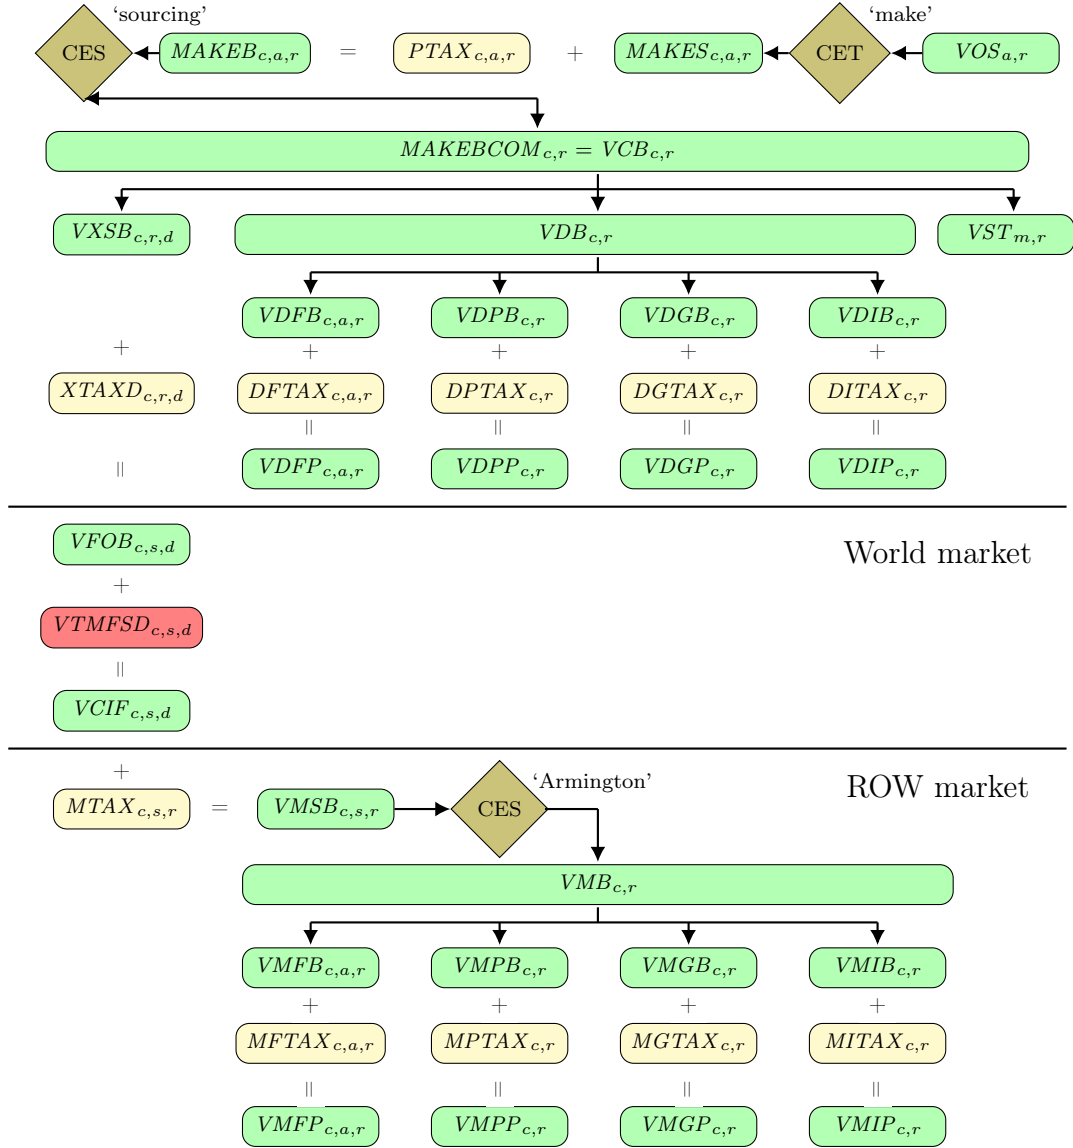 ‘sourcing’ ‘make’
CES MAKEB_{c,a,r} = PTAX_{c,a,r} + MAKES_{c,a,r} CET VOS_{a,r}
MAKEBCOM_{c,r} = VCB_{c,r}
VXSB_{c,r,d} VDB_{c,r} VST_{m,r}
VDFB_{c,a,r} VDPB_{c,r} VDGB_{c,r} VDIB_{c,r}
+ + + + +
XTAXD_{c,r,d} DFTAX_{c,a,r} DPTAX_{c,r} DGTAX_{c,r} DITAX_{c,r}
= = = =
= VDFP_{c,a,r} VDPP_{c,r} VDGP_{c,r} VDIP_{c,r}
VFOB_{c,s,d} World market
+
VTMFSD_{c,s,d}
=
VCIF_{c,s,d}
+ ‘Armington’ ROW market
MTAX_{c,s,r} = VMSB_{c,s,r} CES
VMB_{c,r}
VMFB_{c,a,r} VMPB_{c,r} VMGB_{c,r} VMIB_{c,r}
+ + + +
MFTAX_{c,a,r} MPTAX_{c,r} MGTAX_{c,r} MITAX_{c,r}
= = = =
VMFP_{c,a,r} VMPP_{c,r} VMGP_{c,r} VMIP_{c,r}